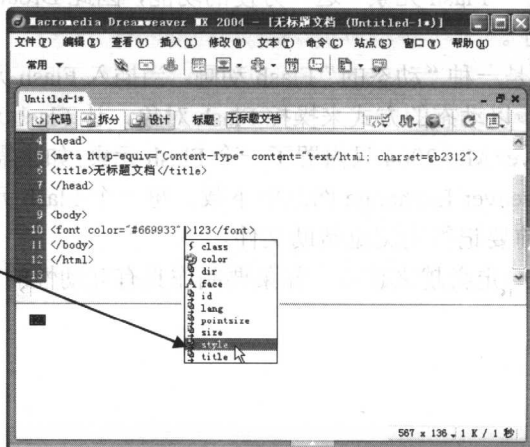 Macromedia Dreamweaver MX 2004 - [无标题文档 (Untitled-1*)]
文件(F) 编辑(E) 查看(V) 插入(I) 修改(M) 文本(T) 命令(C) 站点(S) 窗口(W) 帮助(H)
常用
Untitled-1*
代码 拆分 设计 标题: 无标题文档
4 <head>
5 <meta http-equiv="Content-Type" content="text/html; charset=gb2312">
6 <title>无标题文档</title>
7 </head>
8
9 <body>
10 <font color="#669933" >123</font>
11 </body>
12 </html>
13
class
color
dir
face
id
lang
pointsize
size
style
title
567 x 136 1 K / 1 秒